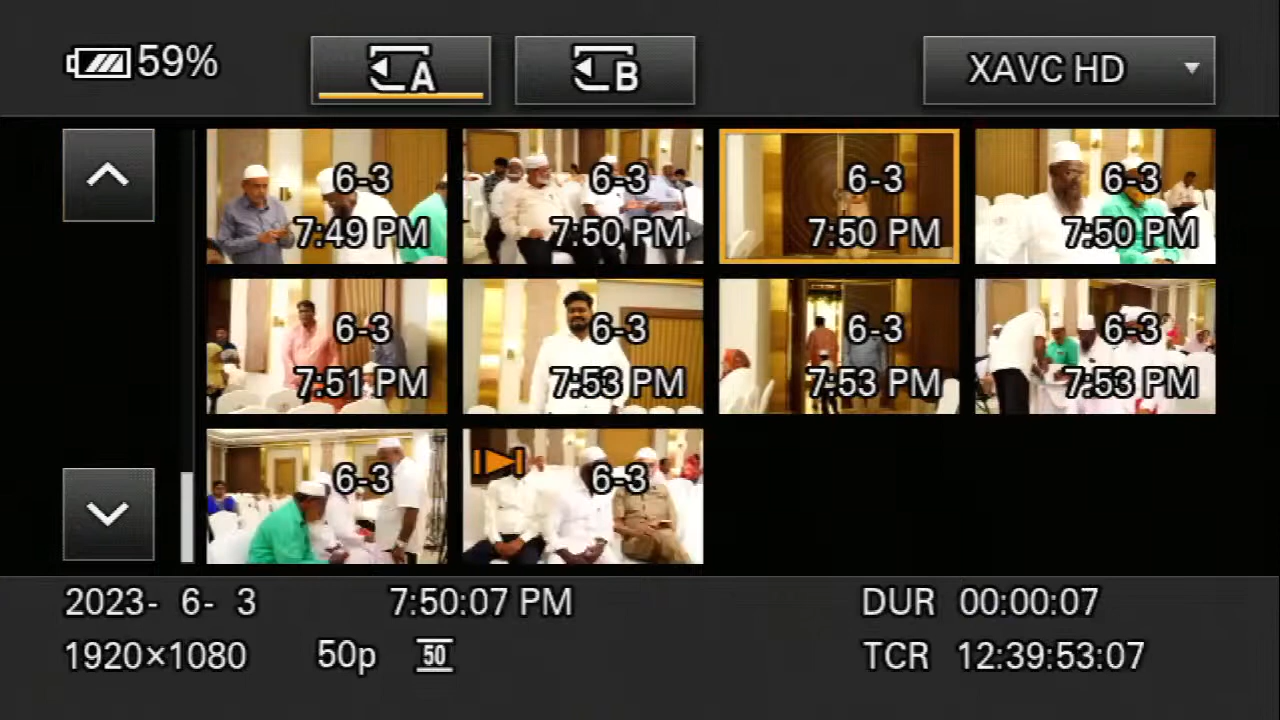 59%
A
B
XAVC HD
6-3
7:49 PM
6-3
7:50 PM
6-3
7:50 PM
6-3
7:50 PM
6-3
7:51 PM
6-3
7:53 PM
6-3
7:53 PM
6-3
7:53 PM
6-3
6-3
2023- 6- 3 7:50:07 PM DUR 00:00:07
1920×1080 50p 50 TCR 12:39:53:07